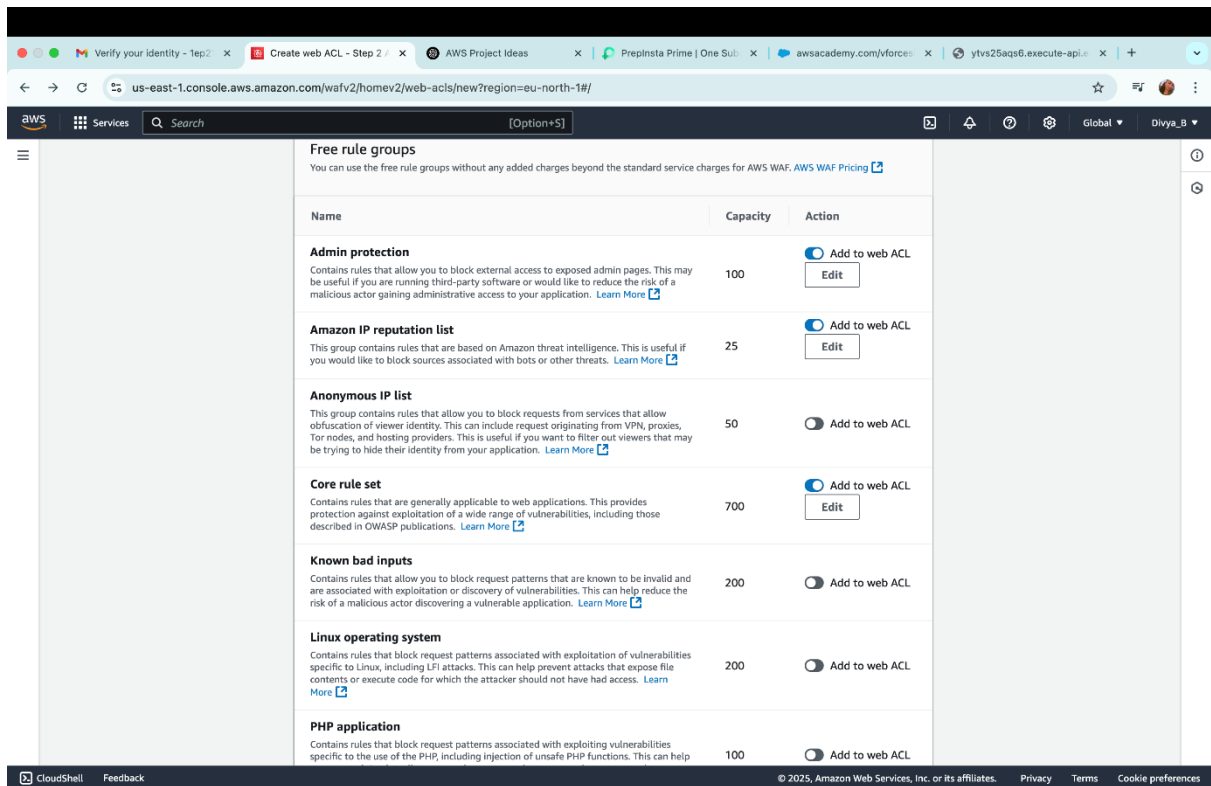 Verify your identity - 1ep2
Create web ACL - Step 2 A
AWS Project Ideas
PrepInsta Prime | One Sub
awsacademy.com/vforces
ytvs25aqs6.execute-api.e
us-east-1.console.aws.amazon.com/wafv2/homev2/web-acls/new?region=eu-north-1#/
aws
Services
Search
[Option+S]
Global
Divya_B
Free rule groups
You can use the free rule groups without any added charges beyond the standard service charges for AWS WAF. AWS WAF Pricing
Name
Capacity
Action
Admin protection
Contains rules that allow you to block external access to exposed admin pages. This may
be useful if you are running third-party software or would like to reduce the risk of a
malicious actor gaining administrative access to your application. Learn More
100
Add to web ACL
Edit
Amazon IP reputation list
This group contains rules that are based on Amazon threat intelligence. This is useful if
you would like to block sources associated with bots or other threats. Learn More
25
Add to web ACL
Edit
Anonymous IP list
This group contains rules that allow you to block requests from services that allow
obfuscation of viewer identity. This can include request originating from VPN, proxies,
Tor nodes, and hosting providers. This is useful if you want to filter out viewers that may
be trying to hide their identity from your application. Learn More
50
Add to web ACL
Core rule set
Contains rules that are generally applicable to web applications. This provides
protection against exploitation of a wide range of vulnerabilities, including those
described in OWASP publications. Learn More
700
Add to web ACL
Edit
Known bad inputs
Contains rules that allow you to block request patterns that are known to be invalid and
are associated with exploitation or discovery of vulnerabilities. This can help reduce the
risk of a malicious actor discovering a vulnerable application. Learn More
200
Add to web ACL
Linux operating system
Contains rules that block request patterns associated with exploitation of vulnerabilities
specific to Linux, including LFI attacks. This can help prevent attacks that expose file
contents or execute code for which the attacker should not have had access. Learn
More
200
Add to web ACL
PHP application
Contains rules that block request patterns associated with exploiting vulnerabilities
specific to the use of the PHP, including injection of unsafe PHP functions. This can help
100
Add to web ACL
CloudShell
Feedback
© 2025, Amazon Web Services, Inc. or its affiliates.
Privacy
Terms
Cookie preferences